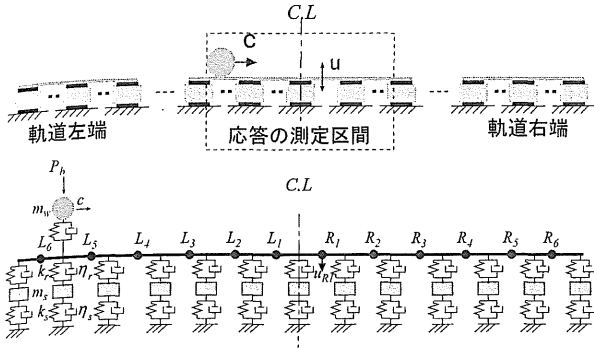 C.L
c
u
軌道左端
応答の測定区間
軌道右端
P_h
C.L
m_w
c
L_6
L_5
L_4
L_3
L_2
L_1
R_1
R_2
R_3
R_4
R_5
R_6
k_r
η_r
u_{R1}
m_s
k_s
η_s